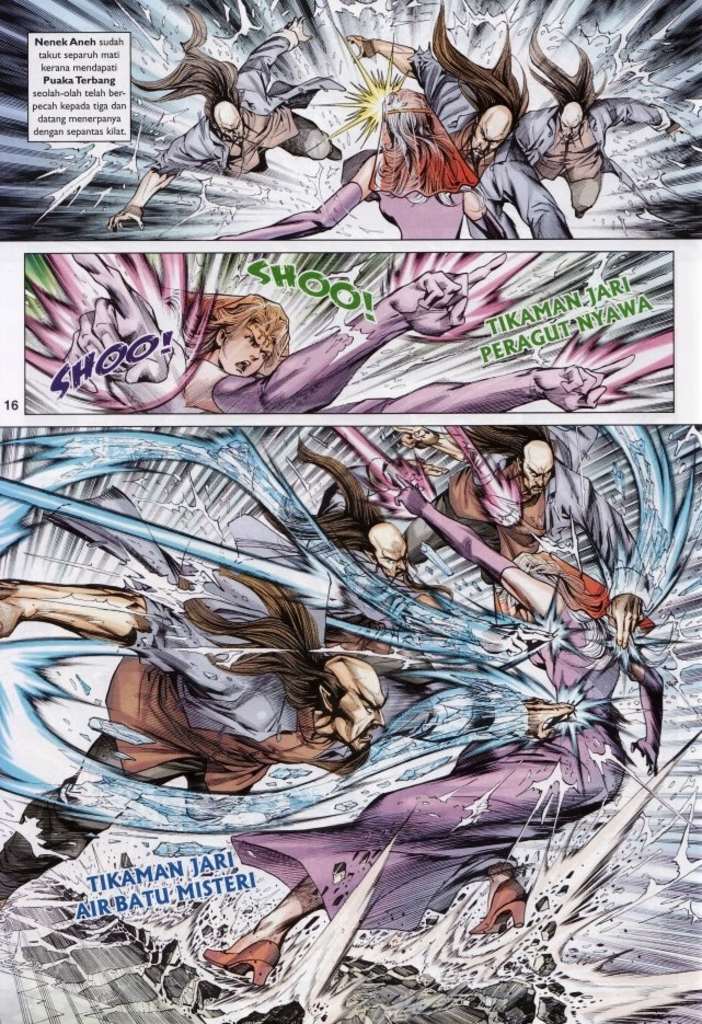 Nenek Aneh sudah
takut separuh mati
kerana mendapati
Puaka Terbang
seolah-olah telah ber-
pecah kepada tiga dan
datang menerpanya
dengan sepantas kilat.
SHOO!
SHOO!
TIKAMAN JARI
PERAGUT NYAWA
16
TIKAMAN JARI
AIR BATU MISTERI